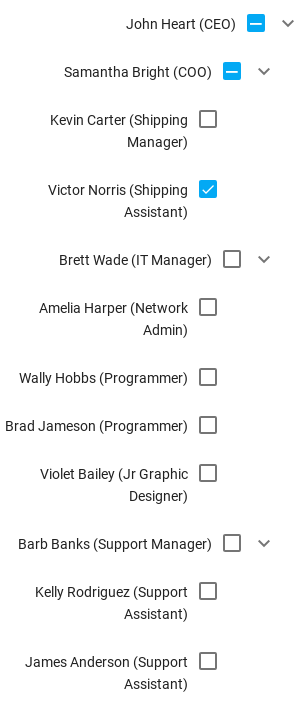 John Heart (CEO)
Samantha Bright (COO)
Kevin Carter (Shipping
Manager)
Victor Norris (Shipping
Assistant)
Brett Wade (IT Manager)
Amelia Harper (Network
Admin)
Wally Hobbs (Programmer)
Brad Jameson (Programmer)
Violet Bailey (Jr Graphic
Designer)
Barb Banks (Support Manager)
Kelly Rodriguez (Support
Assistant)
James Anderson (Support
Assistant)